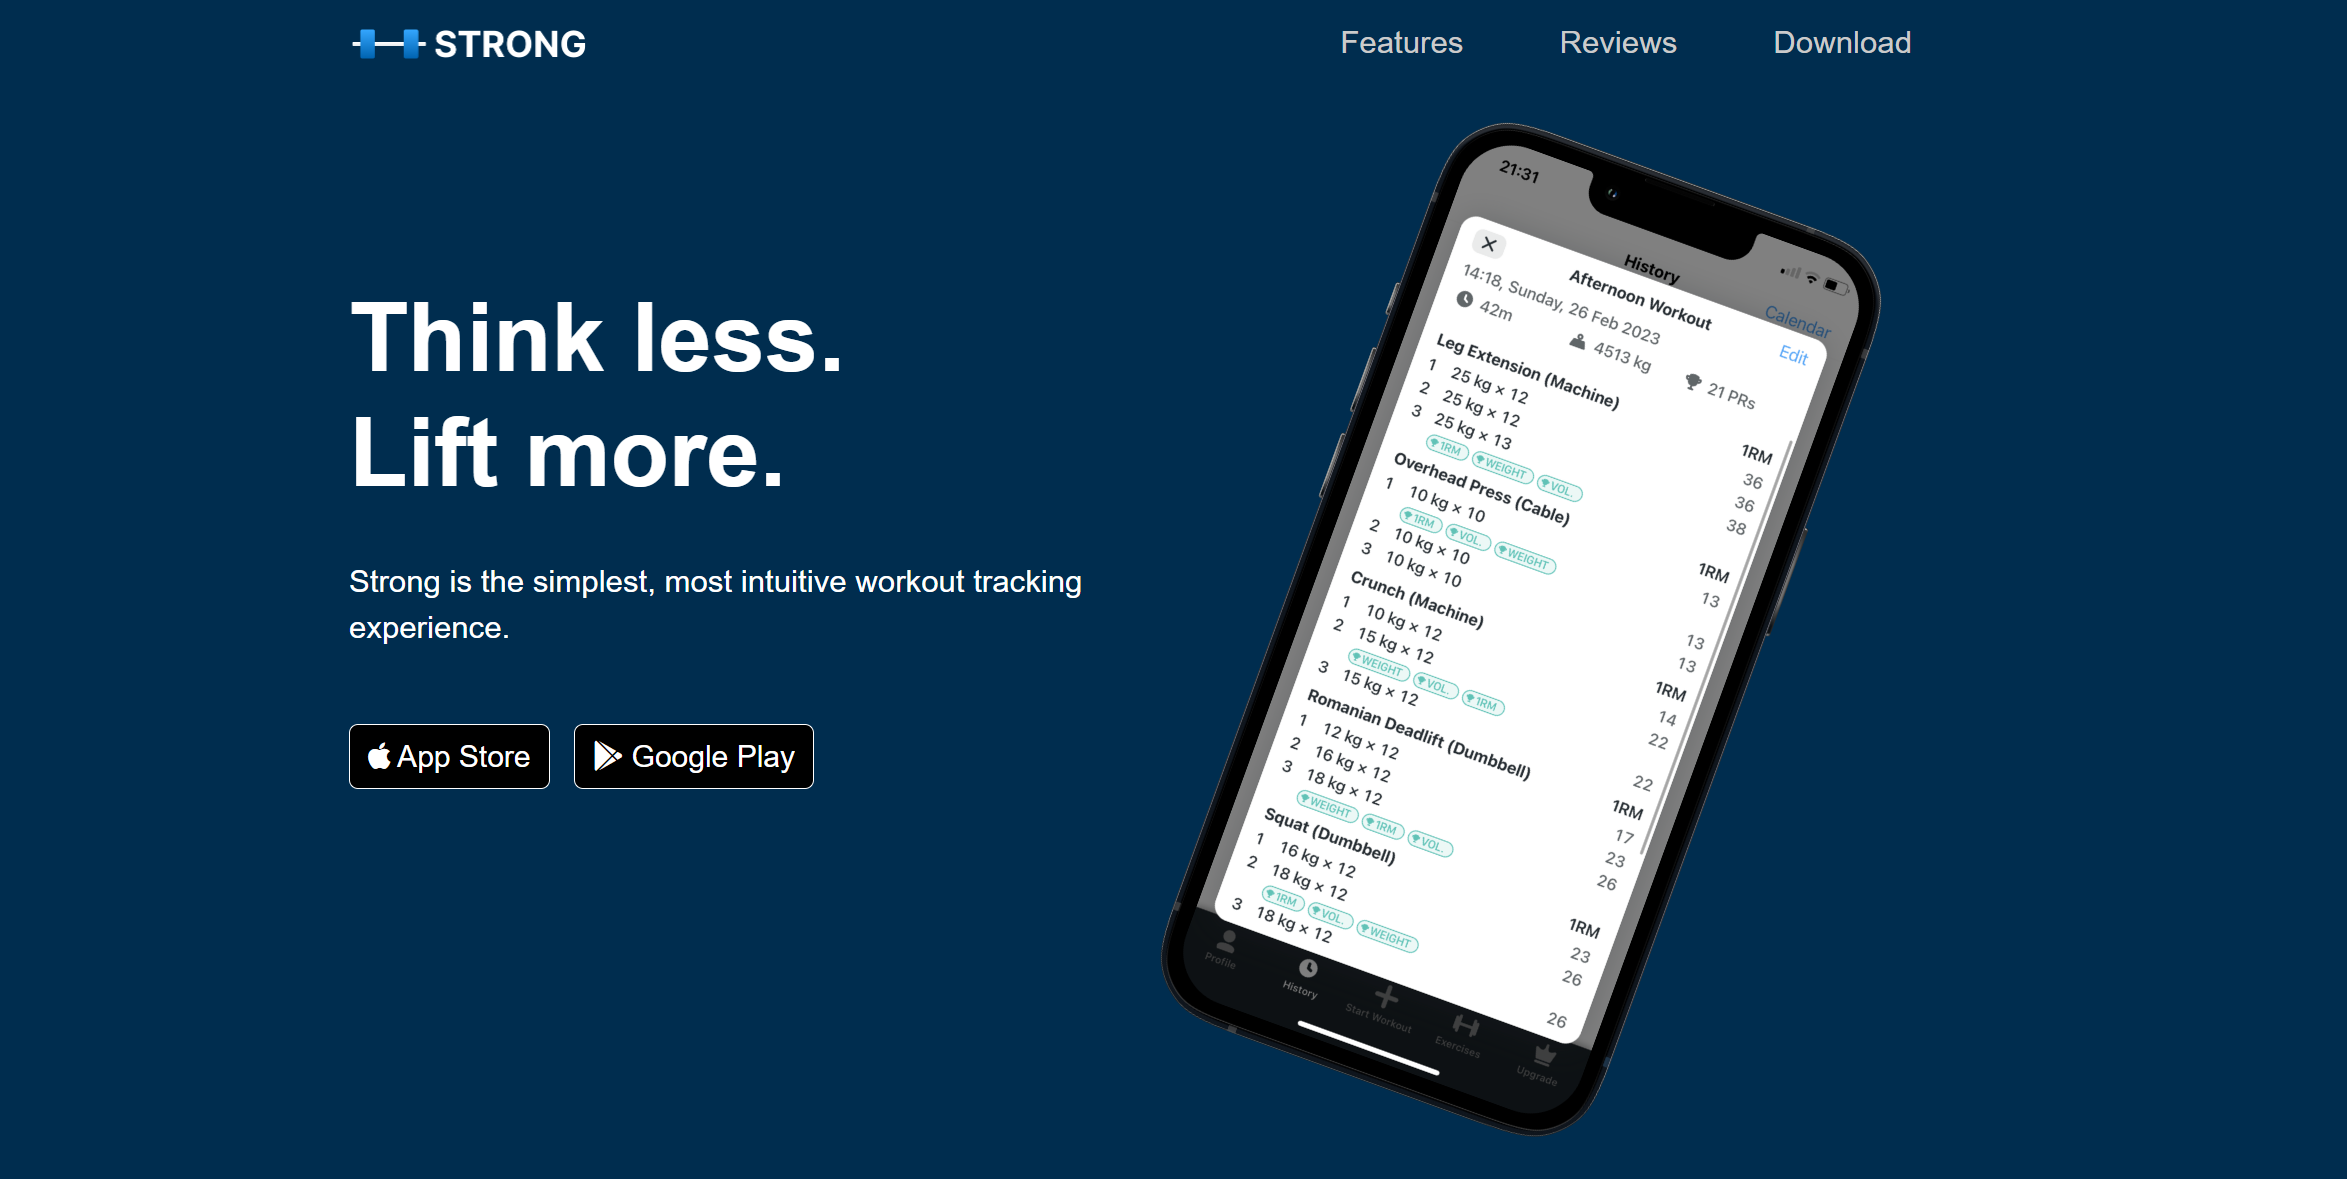 STRONG
Features
Reviews
Download
Think less.
Lift more.
Strong is the simplest, most intuitive workout tracking
experience.
App Store
Google Play
21:31
History
Calendar
Afternoon Workout
Edit
14:18, Sunday, 26 Feb 2023
42m
4513 kg
21 PRs
Leg Extension (Machine)
1RM
1 25 kg × 12 36
2 25 kg × 12 36
3 25 kg × 13 38
1RM WEIGHT VOL.
Overhead Press (Cable)
1RM
1 10 kg × 10 13
1RM VOL. WEIGHT
2 10 kg × 10 13
3 10 kg × 10 13
Crunch (Machine)
1RM
1 10 kg × 12 14
2 15 kg × 12 22
WEIGHT VOL. 1RM
3 15 kg × 12 22
Romanian Deadlift (Dumbbell)
1RM
1 12 kg × 12 17
2 16 kg × 12 23
3 18 kg × 12 26
WEIGHT 1RM VOL.
Squat (Dumbbell)
1RM
1 16 kg × 12 23
2 18 kg × 12 26
1RM VOL. WEIGHT
3 18 kg × 12 26
Profile
History
Start Workout
Exercises
Upgrade